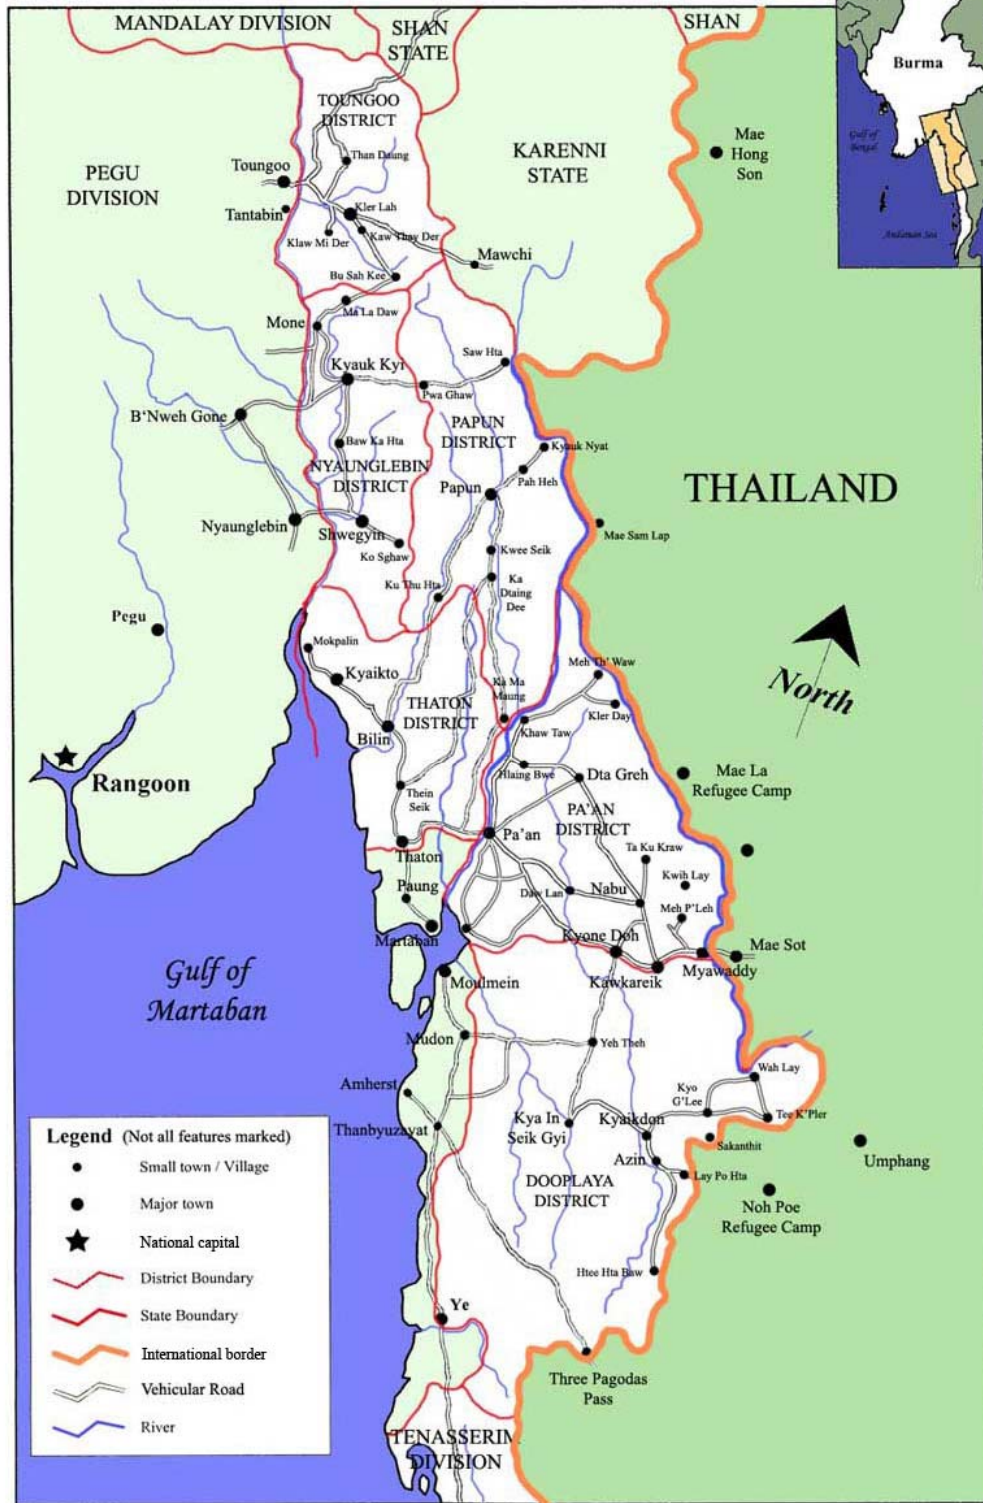 MANDALAY DIVISION
SHAN
STATE
SHAN
Burma
Gulf of
Bengal
Andaman Sea
TOUNGOO
DISTRICT
Than Daung
Toungoo
Tantabin
Kler Lah
Klaw Mi Der
Kaw Thay Der
Mawchi
Bu Sah Kee
PEGU
DIVISION
KARENNI
STATE
Mae
Hong
Son
Ma La Daw
Mone
Saw Hta
Kyauk Kyi
Pwa Ghaw
B'Nweh Gone
Baw Ka Hta
PAPUN
DISTRICT
Kyauk Nyat
NYAUNGLEBIN
DISTRICT
Pah Heh
Papun
THAILAND
Nyaunglebin
Shwegyin
Ko Sghaw
Mae Sam Lap
Kwee Seik
Ku Thu Hta
Ka
Dtaing
Dee
Pegu
Mokpalin
Kyaikto
Meh Th' Waw
Ka Ma
Maung
Kler Day
North
THATON
DISTRICT
Bilin
Khaw Taw
Hlaing Bwe
Dta Greh
Mae La
Refugee Camp
Rangoon
Thein
Seik
PA'AN
DISTRICT
Pa'an
Thaton
Ta Ku Kraw
Kwih Lay
Paung
Daw Lan
Nabu
Meh P'Leh
Martaban
Kyone Doh
Mae Sot
Myawaddy
Kawkareik
Gulf of
Martaban
Moulmein
Mudon
Yeh Theh
Wah Lay
Amherst
Kyo
G'Lee
Tee K'Pler
Thanbyuzayat
Kya In
Seik Gyi
Kyaikdon
Sakanthit
Umphang
Azin
Lay Po Hta
DOOPLAYA
DISTRICT
Noh Poe
Refugee Camp
Htee Hta Baw
Ye
Three Pagodas
Pass
TENASSERIM
DIVISION
Legend (Not all features marked)
Small town / Village
Major town
National capital
District Boundary
State Boundary
International border
Vehicular Road
River